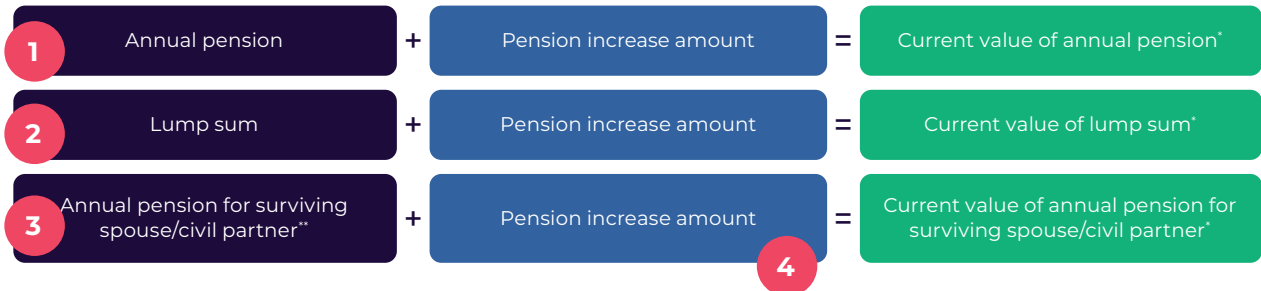 1 Annual pension + Pension increase amount = Current value of annual pension*
2 Lump sum + Pension increase amount = Current value of lump sum*
3 Annual pension for surviving
spouse/civil partner**
+
Pension increase amount
=
Current value of annual pension for
surviving spouse/civil partner*
4